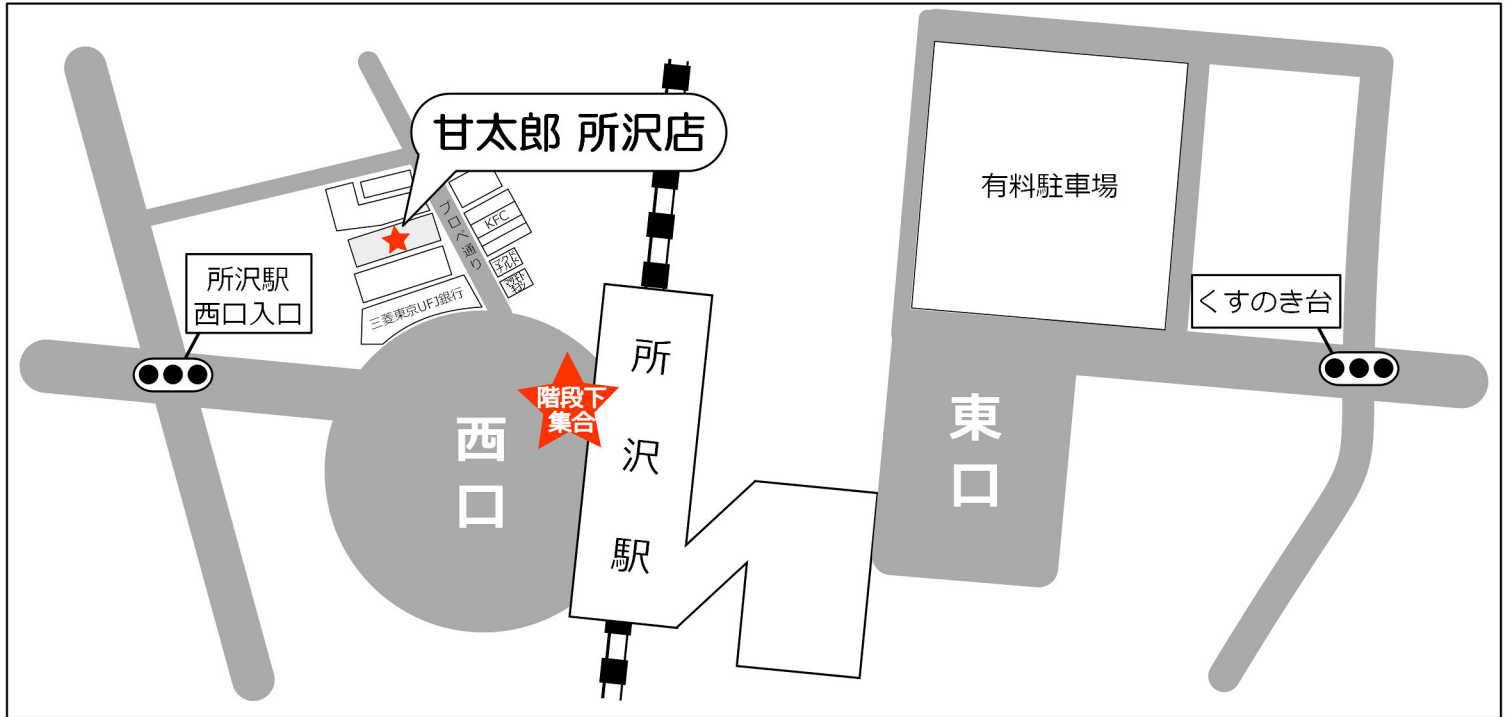 甘太郎 所沢店
有料駐車場
KFC
プロペ通り
所沢駅
西口入口
三菱東京UFJ銀行
くすのき台
階段下
集合
所沢駅
西口
東口